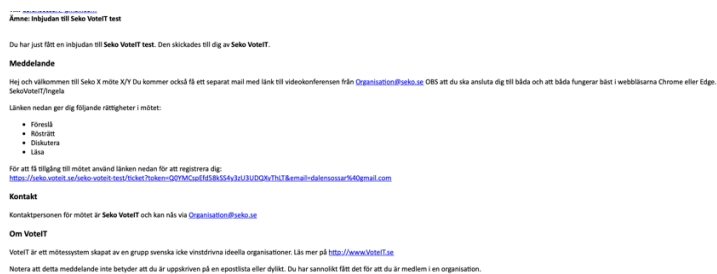 Ämne: Inbjudan till Seko VoteIT test
Du har just fått en inbjudan till Seko VoteIT test. Den skickades till dig av Seko VoteIT.
Meddelande
Hej och välkommen till Seko X möte X/Y Du kommer också få ett separat mail med länk till videokonferensen från Organisation@seko.se OBS att du ska ansluta dig till båda och att båda fungerar bäst i webbläsarna Chrome eller Edge.
SekoVoteIT/Ingela
Länken nedan ger dig följande rättigheter i mötet:
• Föreslå
• Rösträtt
• Diskutera
• Läsa
För att få tillgång till mötet använd länken nedan för att registrera dig:
https://seko.voteit.se/seko-voteit-test/ticket?token=Q0YMCspEfd58kSS4y3zU3UDQXvThLT&email=dalensossar%40gmail.com
Kontakt
Kontaktpersonen för mötet är Seko VoteIT och kan nås via Organisation@seko.se
Om VoteIT
VoteIT är ett mötessystem skapat av en grupp svenska icke vinstdrivna ideella organisationer. Läs mer på http://www.VoteIT.se
Notera att detta meddelande inte betyder att du är uppskriven på en epostlista eller dylikt. Du har sannolikt fått det för att du är medlem i en organisation.